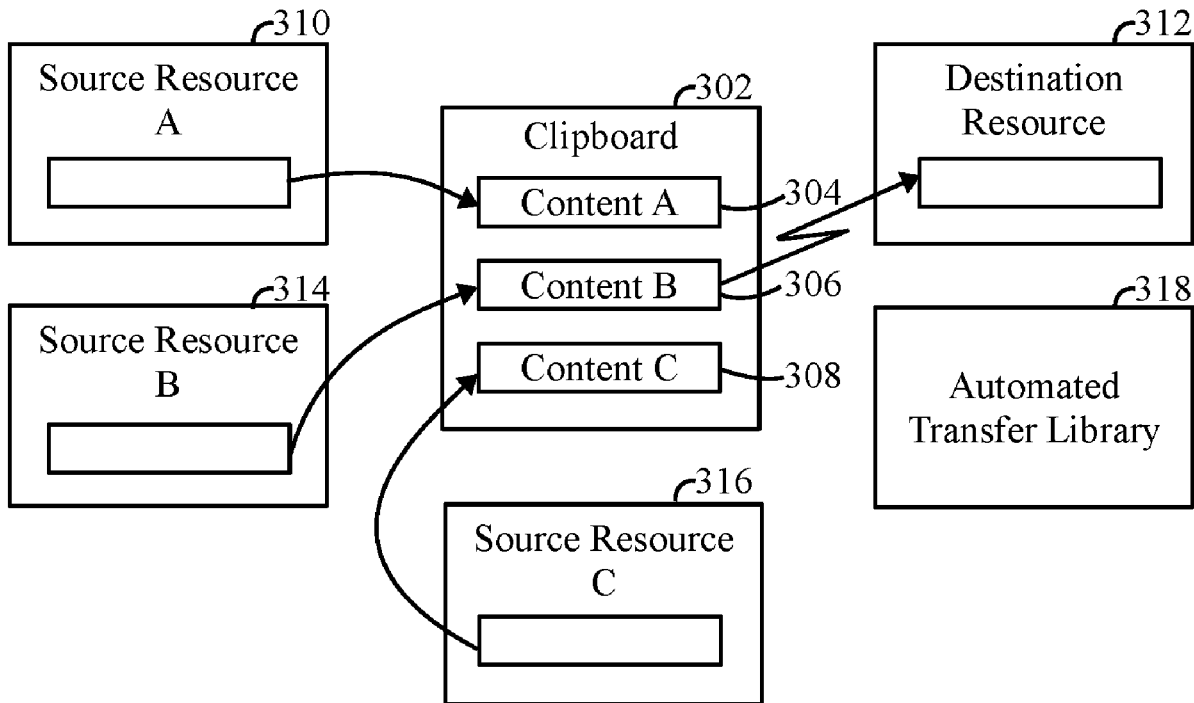 310
Source Resource
A
302
Clipboard
Content A
304
Content B
306
Content C
308
312
Destination
Resource
314
Source Resource
B
318
Automated
Transfer Library
316
Source Resource
C